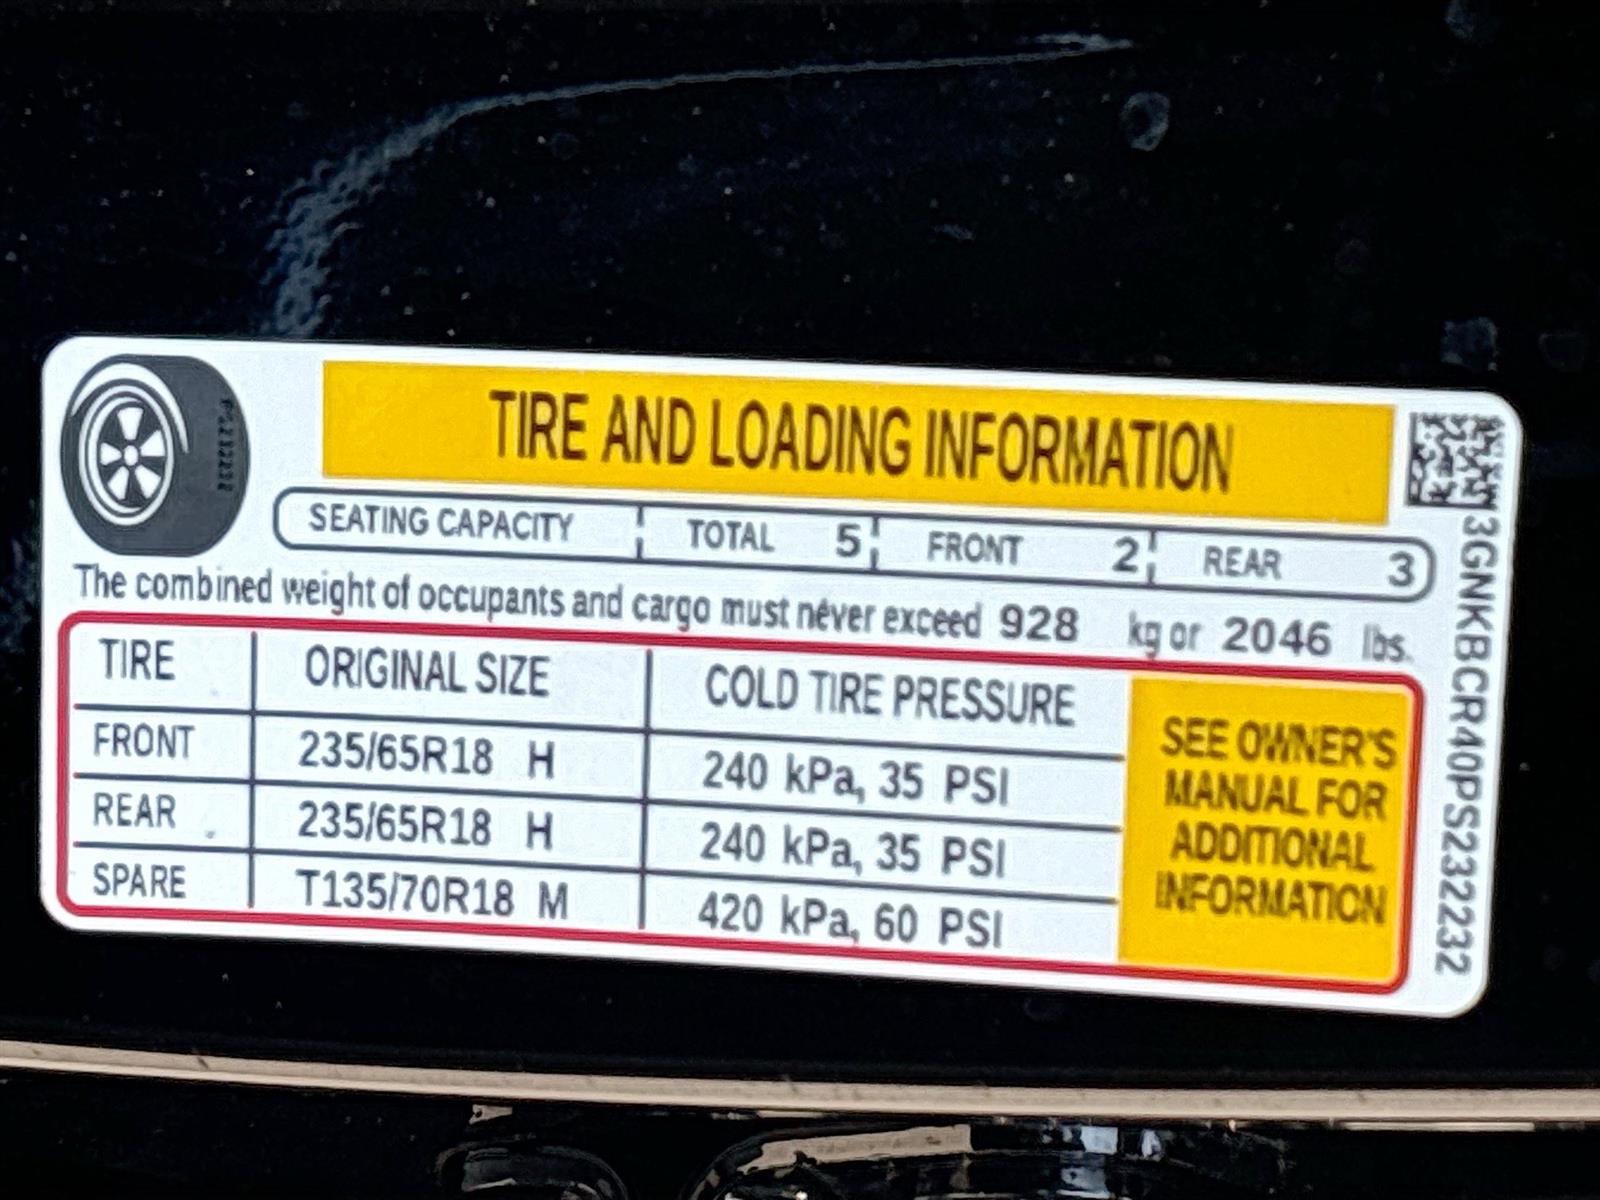 TIRE AND LOADING INFORMATION
SEATING CAPACITY TOTAL 5 FRONT 2 REAR 3
The combined weight of occupants and cargo must never exceed 928 kg or 2046 lbs.
TIRE ORIGINAL SIZE COLD TIRE PRESSURE
FRONT 235/65R18 H 240 kPa, 35 PSI
REAR 235/65R18 H 240 kPa, 35 PSI
SPARE T135/70R18 M 420 kPa, 60 PSI
SEE OWNER'S
MANUAL FOR
ADDITIONAL
INFORMATION
3GNKBCR40PS232232